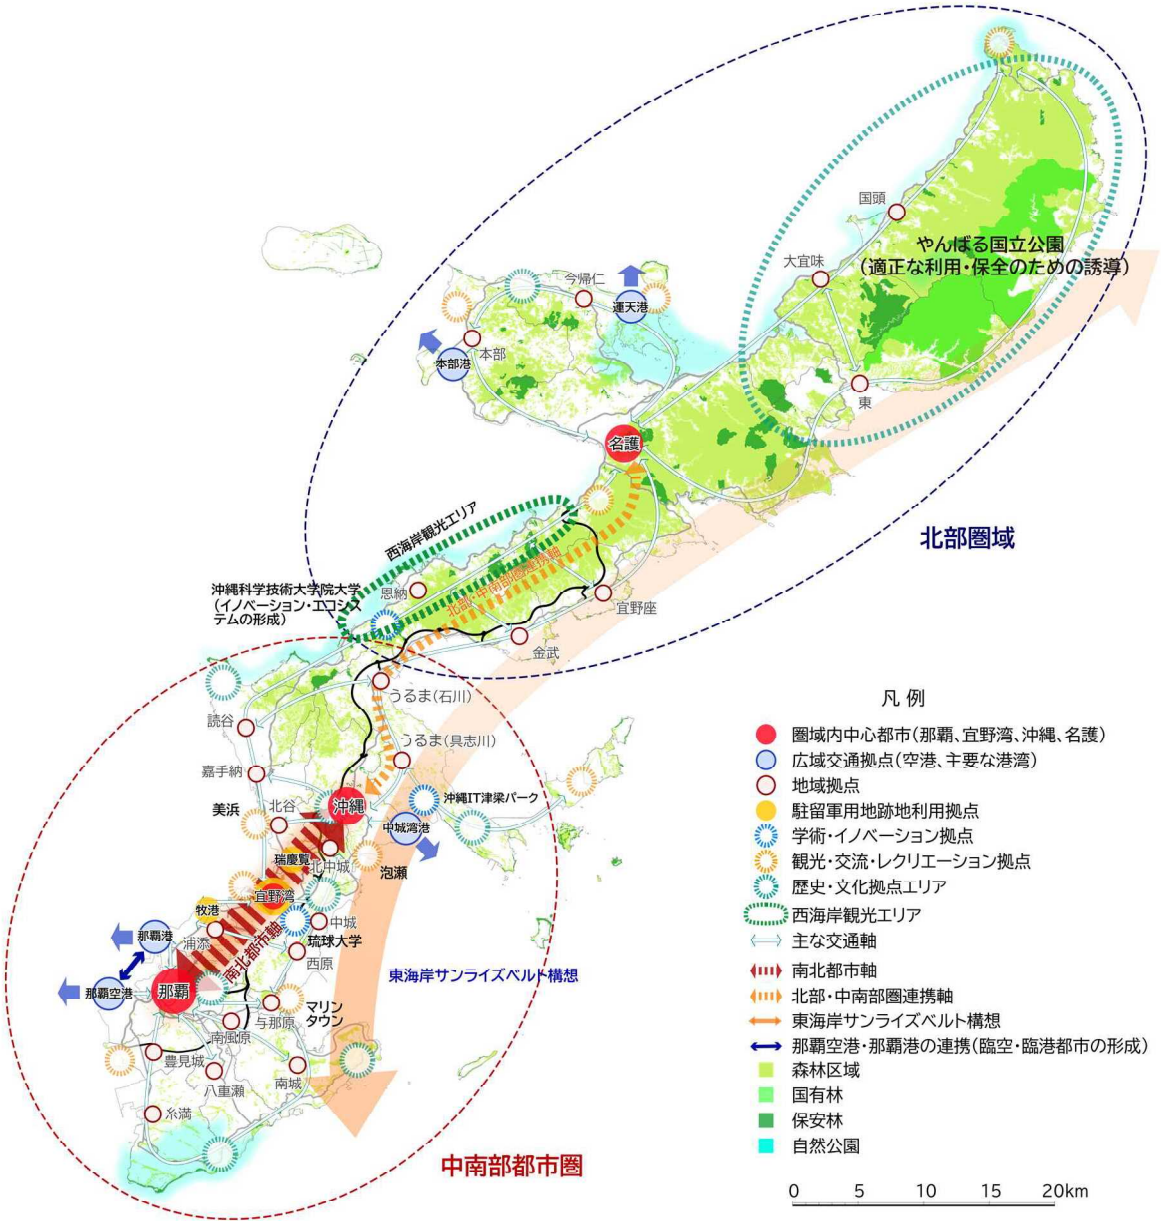 国頭
やんばる国立公園
(適正な利用・保全のための誘導)
大宜味
今帰仁
運天港
本部
本部港
東
名護
北部圏域
西海岸観光エリア
北部・中南部圏連携軸
沖縄科学技術大学院大学
(イノベーション・エコシス
テムの形成)
恩納
宜野座
金武
うるま(石川)
読谷
うるま(具志川)
嘉手納
沖縄IT津梁パーク
美浜
北谷
沖縄
中城湾港
瑞慶覧
北中城
泡瀬
宜野湾
牧港
中城
那覇港
浦添
南北都市軸
琉球大学
西原
東海岸サンライズベルト構想
那覇空港
那覇
マリン
タウン
与那原
南風原
豊見城
八重瀬
南城
糸満
中南部都市圏
凡 例
圏域内中心都市(那覇、宜野湾、沖縄、名護)
広域交通拠点(空港、主要な港湾)
地域拠点
駐留軍用地跡地利用拠点
学術・イノベーション拠点
観光・交流・レクリエーション拠点
歴史・文化拠点エリア
西海岸観光エリア
主な交通軸
南北都市軸
北部・中南部圏連携軸
東海岸サンライズベルト構想
那覇空港・那覇港の連携(臨空・臨港都市の形成)
森林区域
国有林
保安林
自然公園
0 5 10 15 20km